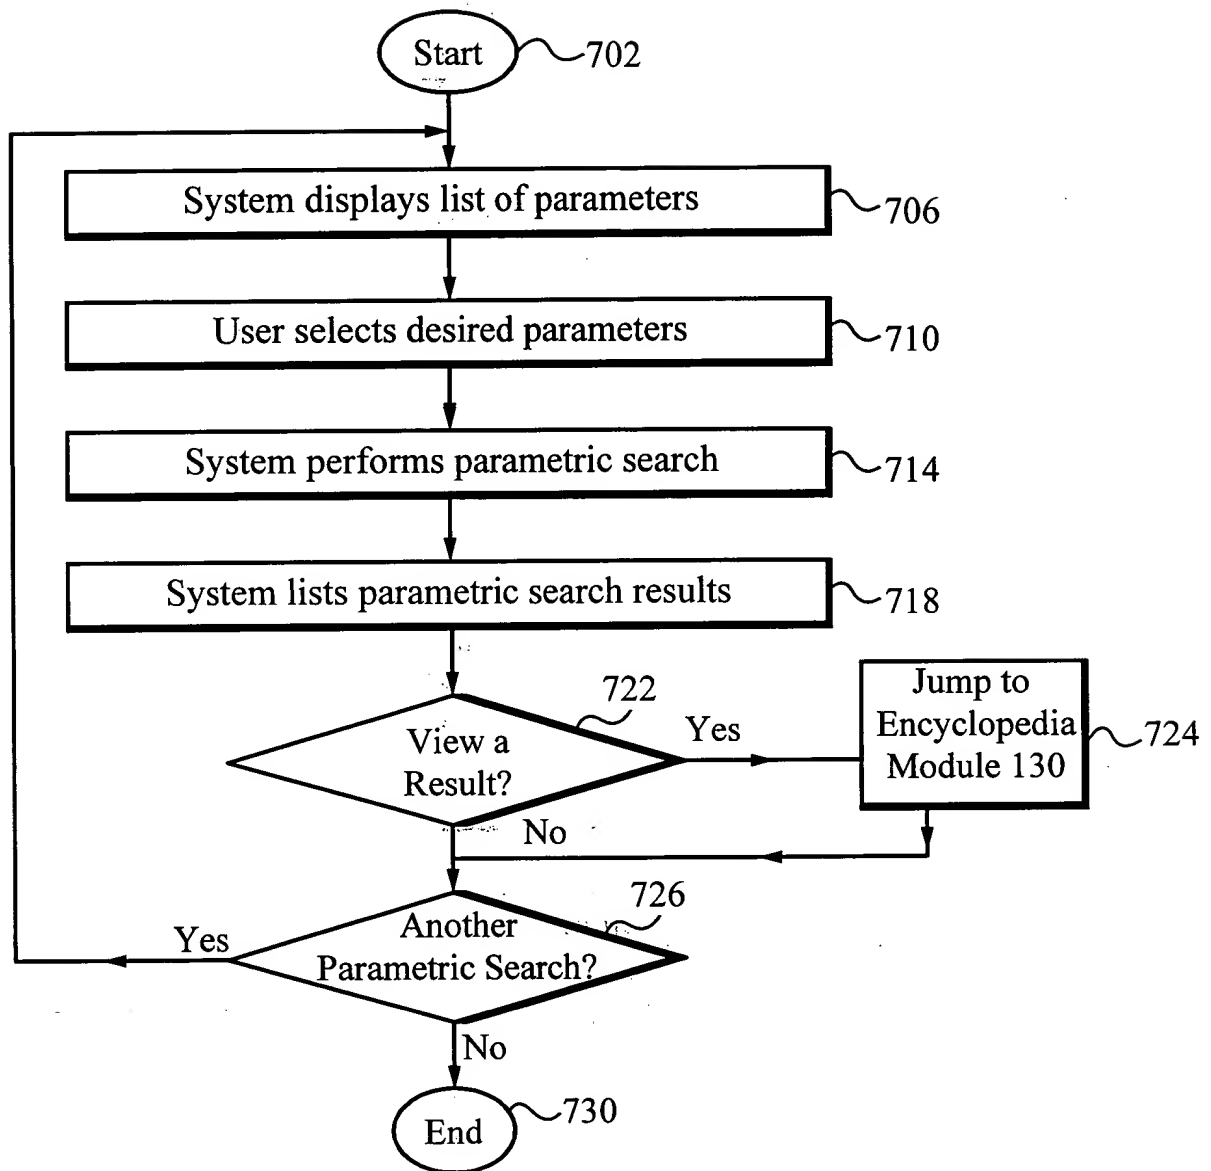 Start
702
System displays list of parameters
706
User selects desired parameters
710
System performs parametric search
714
System lists parametric search results
718
722
View a
Result?
Yes
Jump to
Encyclopedia
Module 130
724
No
726
Another
Parametric Search?
Yes
No
End
730